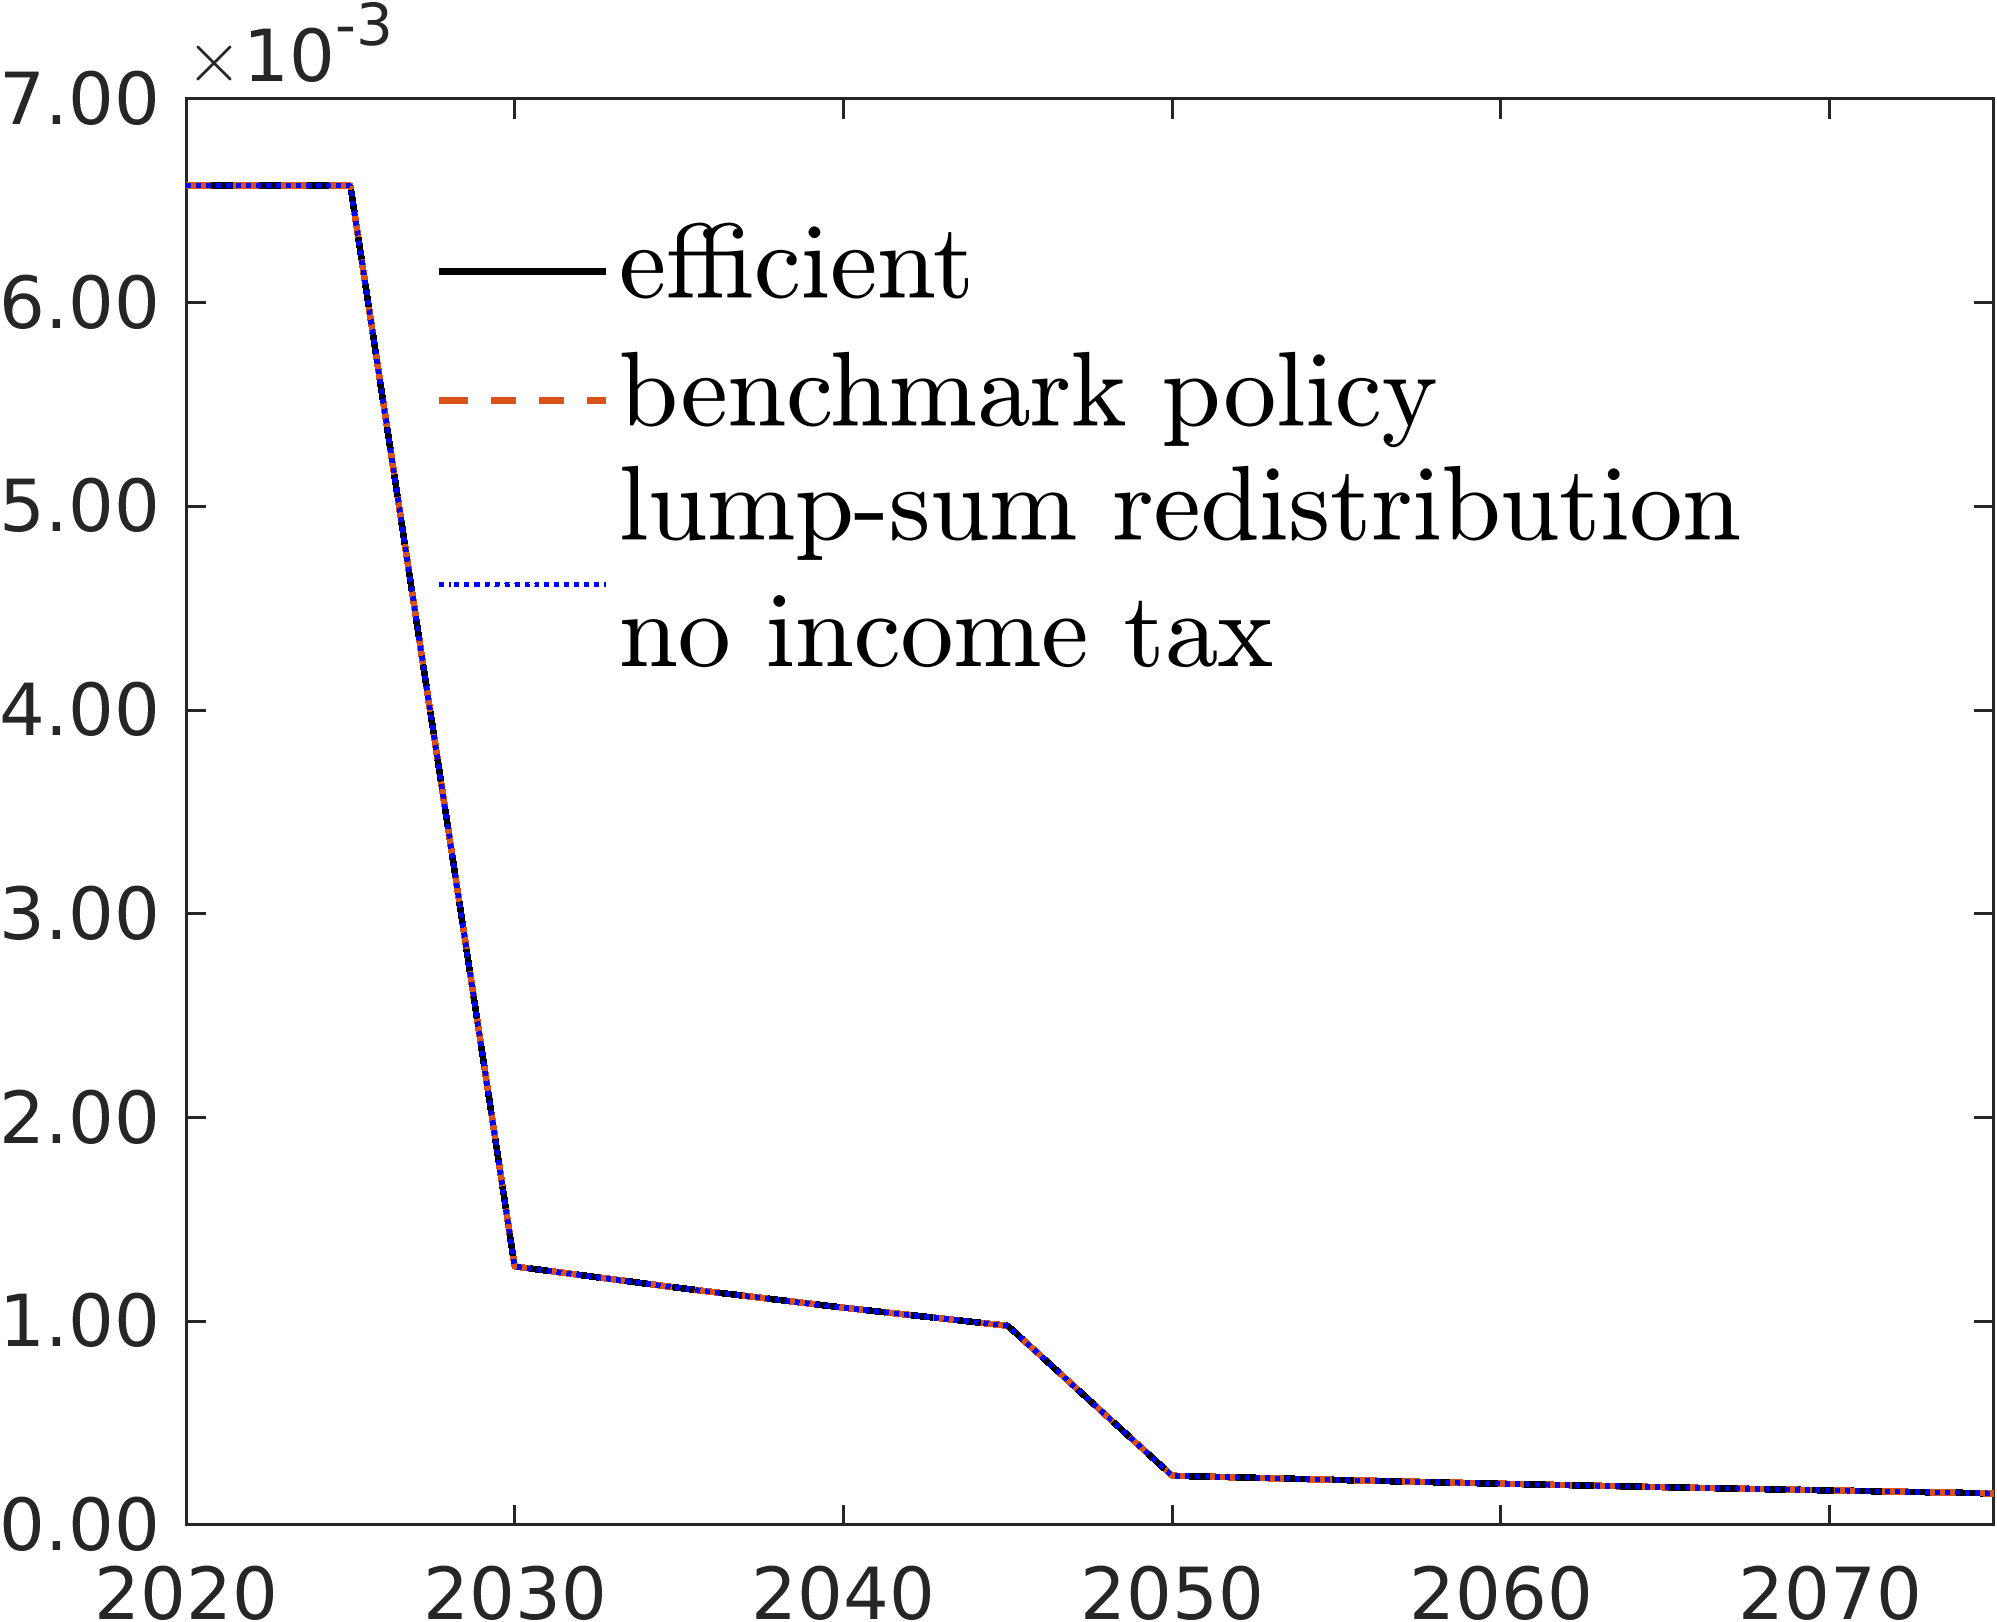 ×10-3
7.00
6.00
5.00
4.00
3.00
2.00
1.00
0.00
efficient
benchmark policy
lump-sum redistribution
no income tax
2020 2030 2040 2050 2060 2070